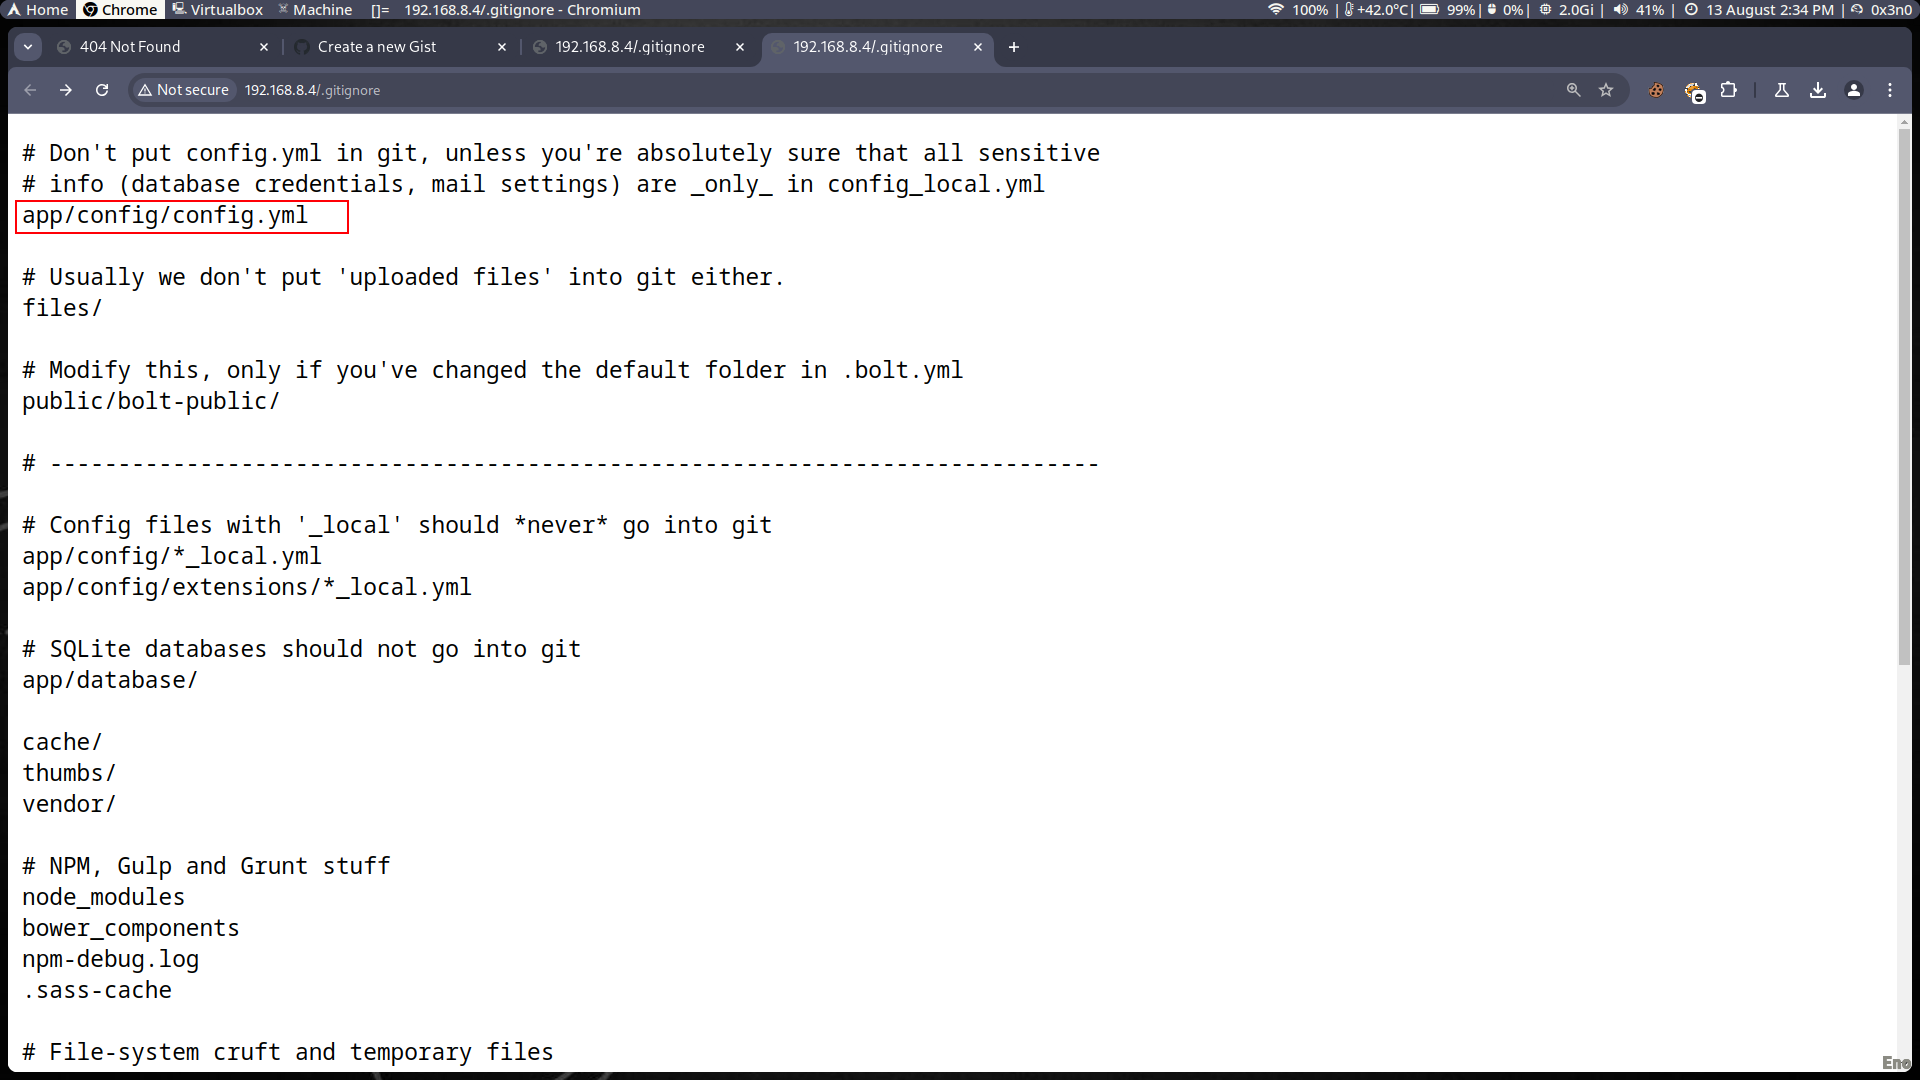 Home Chrome Virtualbox Machine []= 192.168.8.4/.gitignore - Chromium 100% | +42.0°C| 99%| 0%| 2.0Gi | 41% | 13 August 2:34 PM | 0x3n0
404 Not Found Create a new Gist 192.168.8.4/.gitignore 192.168.8.4/.gitignore
Not secure 192.168.8.4/.gitignore
# Don't put config.yml in git, unless you're absolutely sure that all sensitive
# info (database credentials, mail settings) are _only_ in config_local.yml
app/config/config.yml
# Usually we don't put 'uploaded files' into git either.
files/
# Modify this, only if you've changed the default folder in .bolt.yml
public/bolt-public/
# -----------------------------------------------------------------------------
# Config files with '_local' should *never* go into git
app/config/*_local.yml
app/config/extensions/*_local.yml
# SQLite databases should not go into git
app/database/
cache/
thumbs/
vendor/
# NPM, Gulp and Grunt stuff
node_modules
bower_components
npm-debug.log
.sass-cache
# File-system cruft and temporary files
Eno